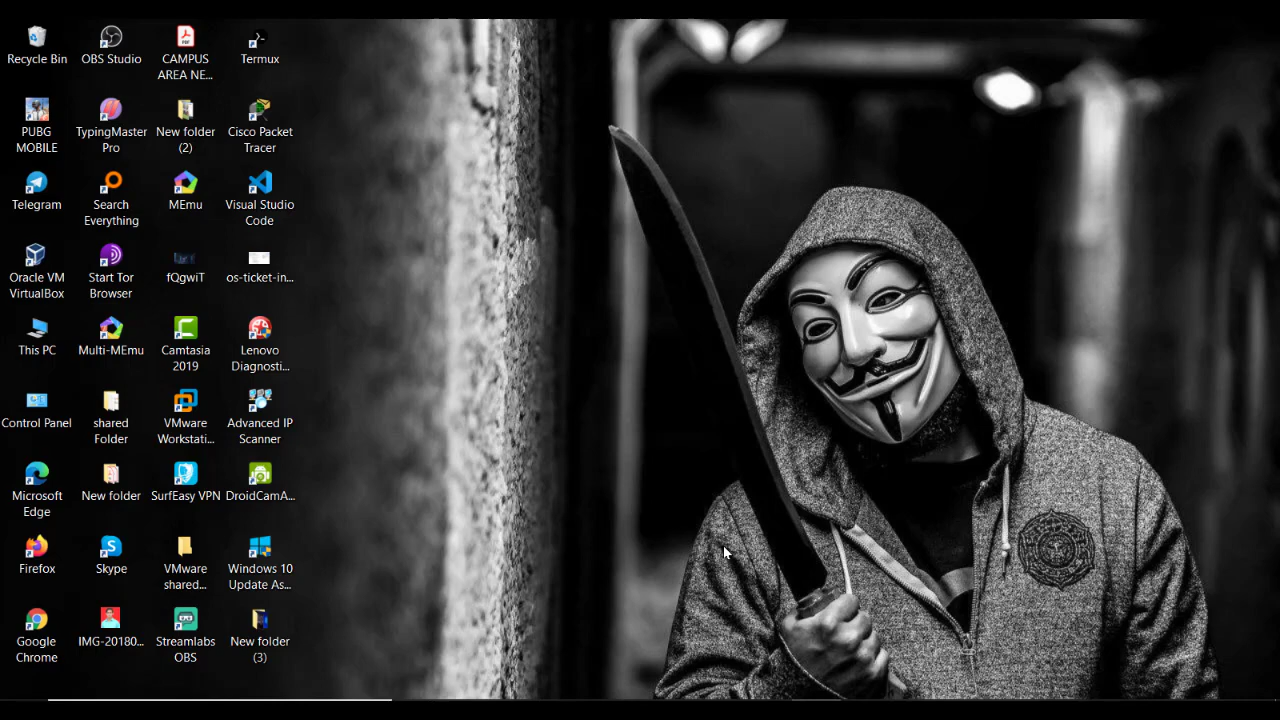 Recycle Bin
OBS Studio
CAMPUS
AREA NE...
Termux
PUBG
MOBILE
TypingMaster
Pro
New folder
(2)
Cisco Packet
Tracer
Telegram
Search
Everything
MEmu
Visual Studio
Code
Oracle VM
VirtualBox
Start Tor
Browser
fQgwiT
os-ticket-in...
This PC
Multi-MEmu
Camtasia
2019
Lenovo
Diagnosti...
Control Panel
shared
Folder
VMware
Workstati...
Advanced IP
Scanner
Microsoft
Edge
New folder
SurfEasy VPN
DroidCamA...
Firefox
Skype
VMware
shared...
Windows 10
Update As...
Google
Chrome
IMG-20180...
Streamlabs
OBS
New folder
(3)